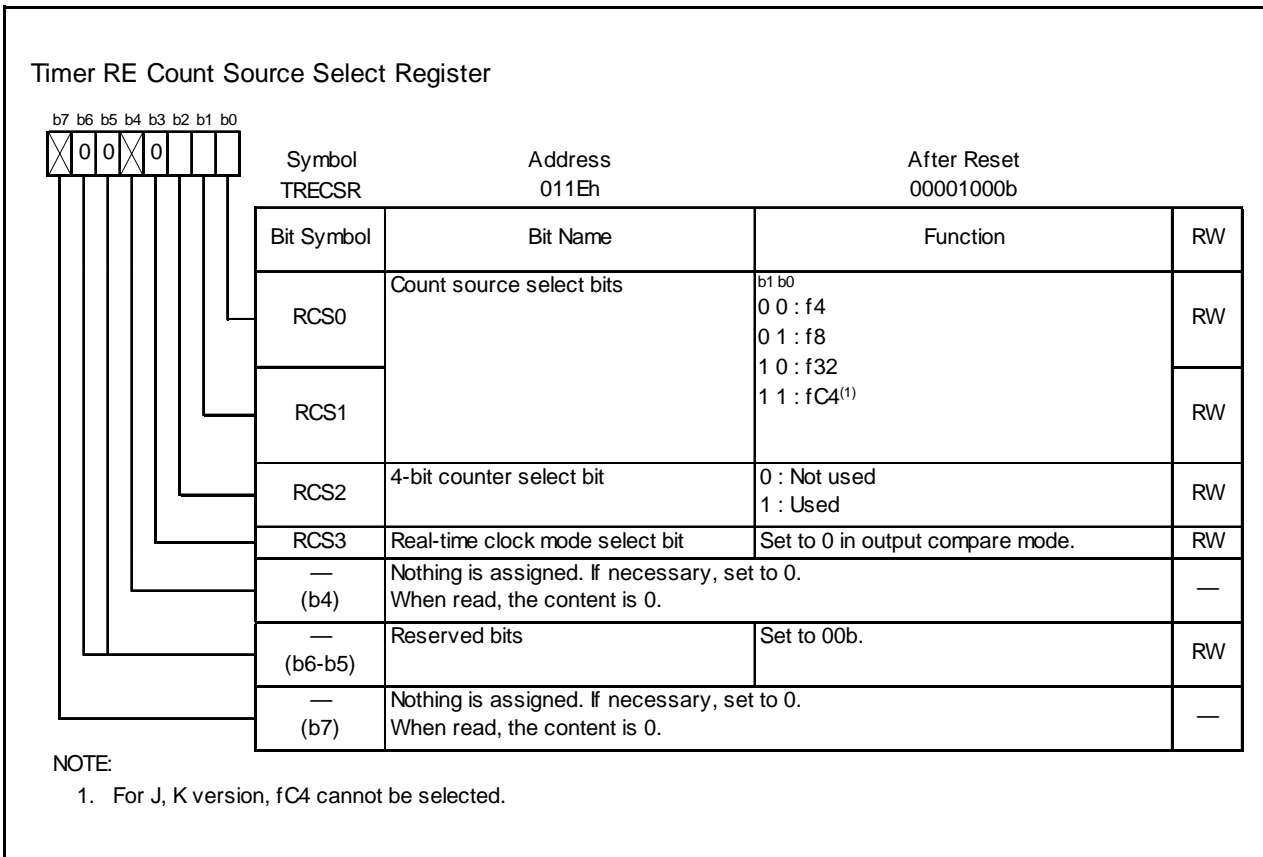 Timer RE Count Source Select Register
b7 b6 b5 b4 b3 b2 b1 b0
0 0 0
Symbol Address After Reset
TRECSR 011Eh 00001000b
Bit Symbol Bit Name Function RW
RCS0 Count source select bits b1 b0 RW
0 0 : f4
0 1 : f8
1 0 : f32
RCS1 1 1 : fC4(1) RW
RCS2 4-bit counter select bit 0 : Not used RW
1 : Used
RCS3 Real-time clock mode select bit Set to 0 in output compare mode. RW
— Nothing is assigned. If necessary, set to 0. —
(b4) When read, the content is 0.
— Reserved bits Set to 00b. RW
(b6-b5)
— Nothing is assigned. If necessary, set to 0. —
(b7) When read, the content is 0.
NOTE:
1. For J, K version, fC4 cannot be selected.